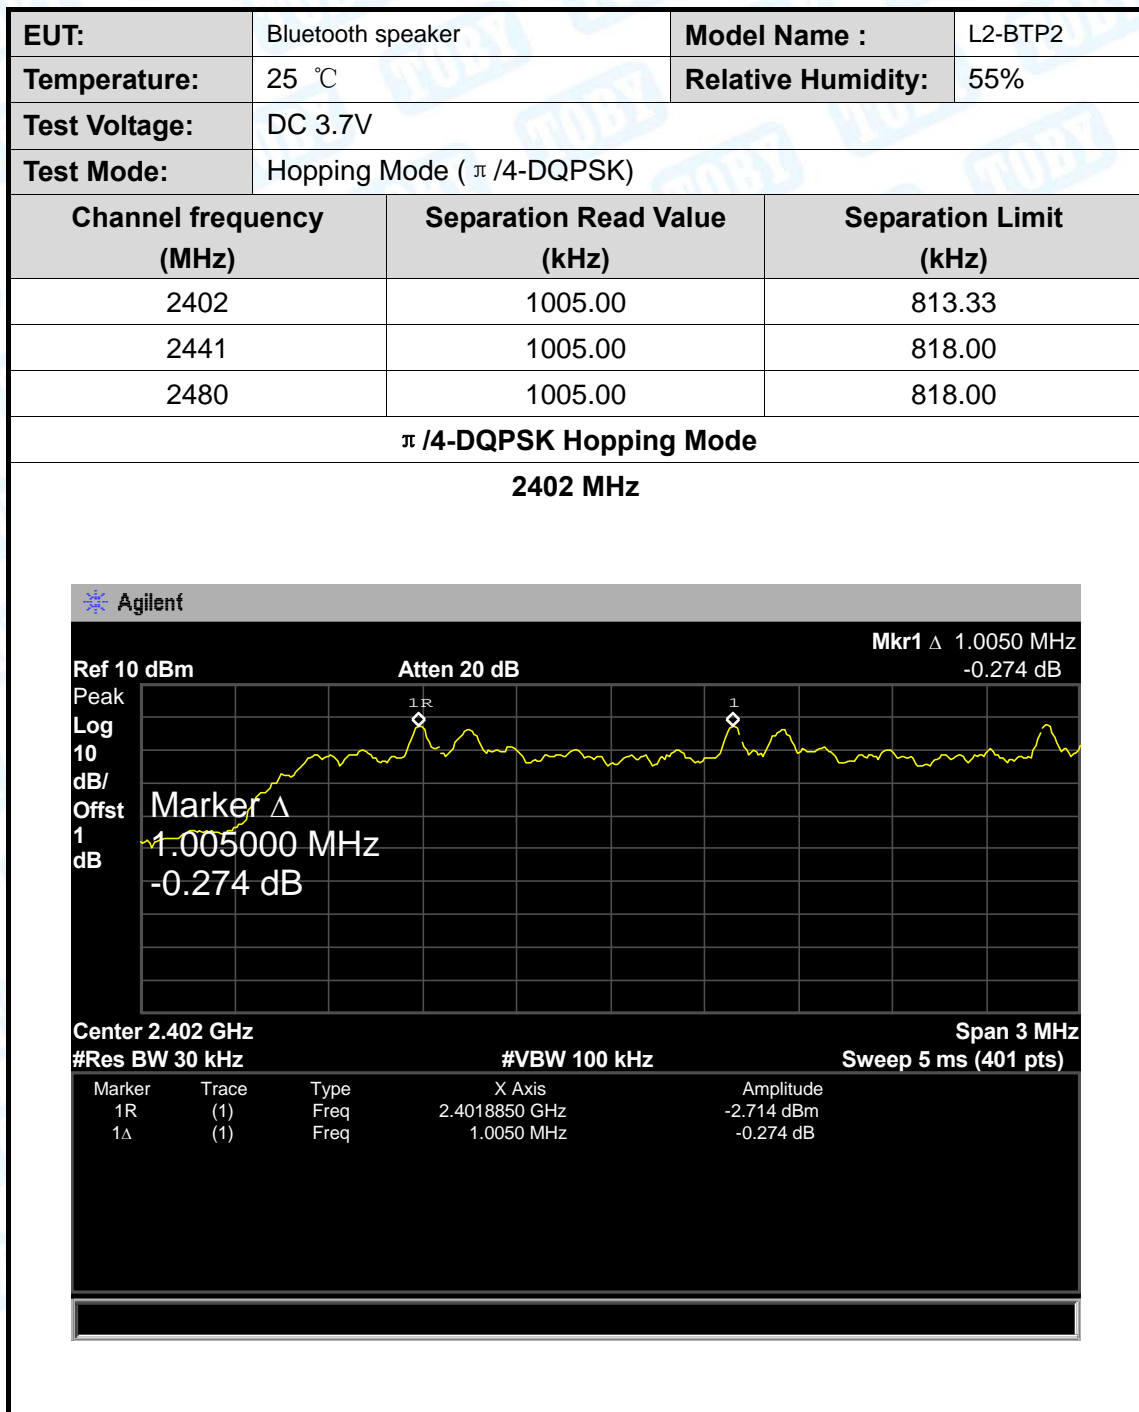 EUT: Bluetooth speaker Model Name : L2-BTP2
Temperature: 25 ℃ Relative Humidity: 55%
Test Voltage: DC 3.7V
Test Mode: Hopping Mode ( π /4-DQPSK)
Channel frequency Separation Read Value Separation Limit
(MHz) (kHz) (kHz)
2402 1005.00 813.33
2441 1005.00 818.00
2480 1005.00 818.00
π /4-DQPSK Hopping Mode
2402 MHz
Agilent
Mkr1 Δ 1.0050 MHz
Ref 10 dBm Atten 20 dB -0.274 dB
Peak
Log
10
dB/
Offst
1
dB
1R 1
Marker Δ
1.005000 MHz
-0.274 dB
Center 2.402 GHz Span 3 MHz
#Res BW 30 kHz #VBW 100 kHz Sweep 5 ms (401 pts)
Marker Trace Type X Axis Amplitude
1R (1) Freq 2.4018850 GHz -2.714 dBm
1Δ (1) Freq 1.0050 MHz -0.274 dB
TOBY